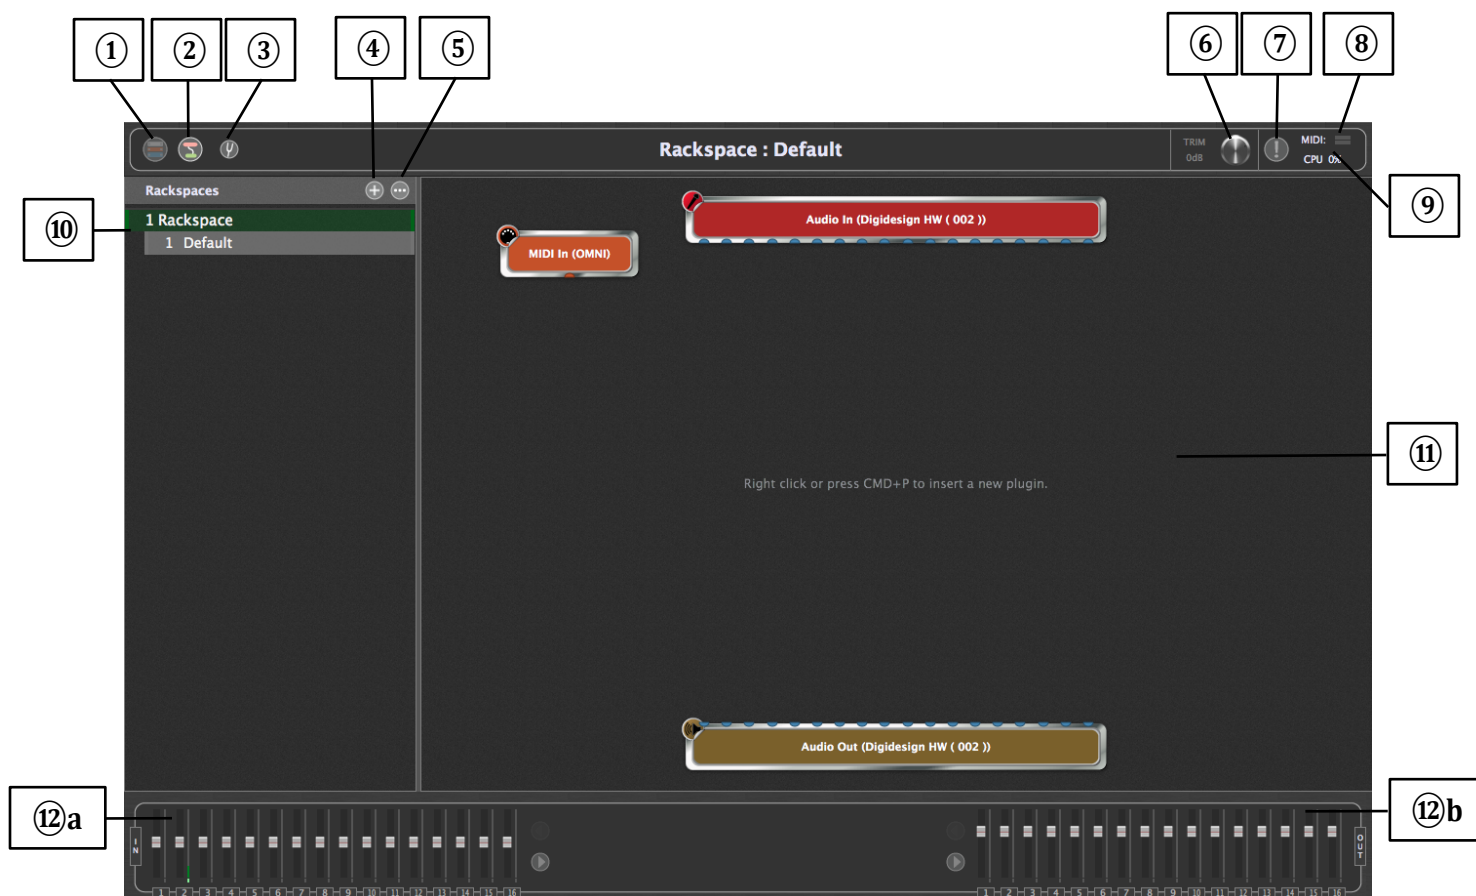 ① ② ③ ④ ⑤ ⑥ ⑦ ⑧
Rackspace : Default
TRIM
0dB
MIDI:
CPU 0%
⑨
Rackspaces
⑩
1 Rackspace
1 Default
Audio In (Digidesign HW ( 002 ))
MIDI In (OMNI)
⑪
Right click or press CMD+P to insert a new plugin.
Audio Out (Digidesign HW ( 002 ))
⑫a
⑫b
IN
OUT
1 2 3 4 5 6 7 8 9 10 11 12 13 14 15 16
1 2 3 4 5 6 7 8 9 10 11 12 13 14 15 16